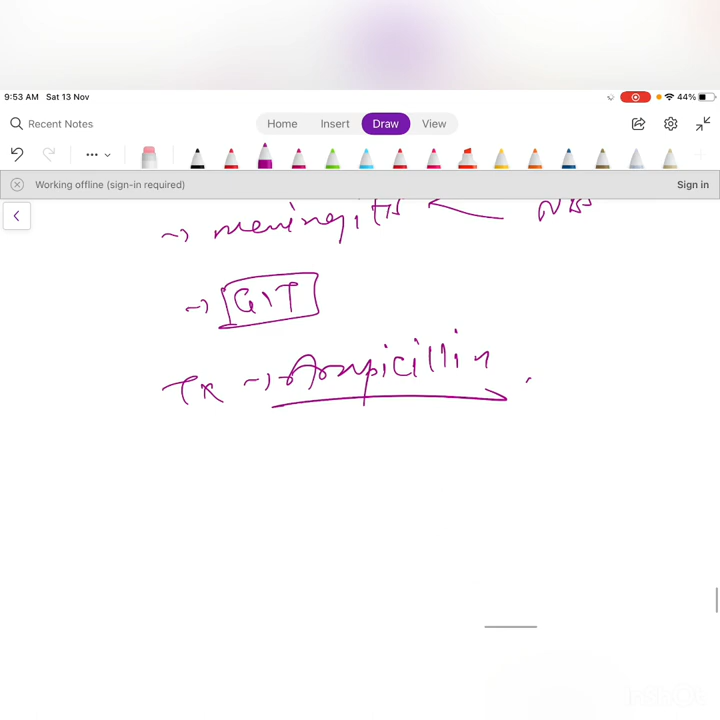 9:53 AM Sat 13 Nov 44%
Recent Notes Home Insert Draw View
Working offline (sign-in required) Sign in
→ meningitis ←
→ GIT
Tx → Ampicillin
InShOt